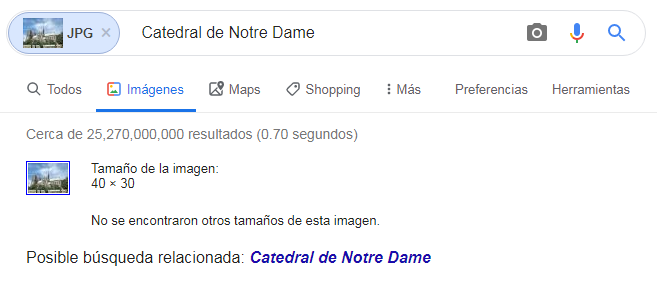 JPG × Catedral de Notre Dame
Todos Imágenes Maps Shopping Más Preferencias Herramientas
Cerca de 25,270,000,000 resultados (0.70 segundos)
Tamaño de la imagen:
40 × 30
No se encontraron otros tamaños de esta imagen.
Posible búsqueda relacionada: Catedral de Notre Dame